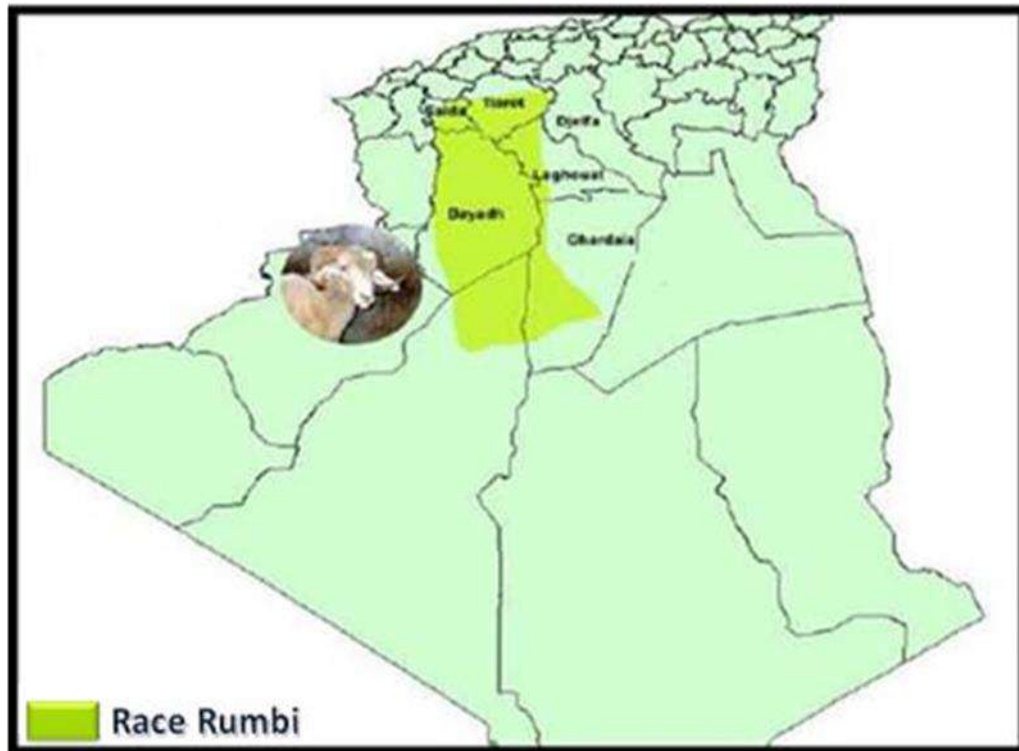 Saida
Tiaret
Djelfa
Laghouat
Bayadh
Ghardaia
Race Rumbi